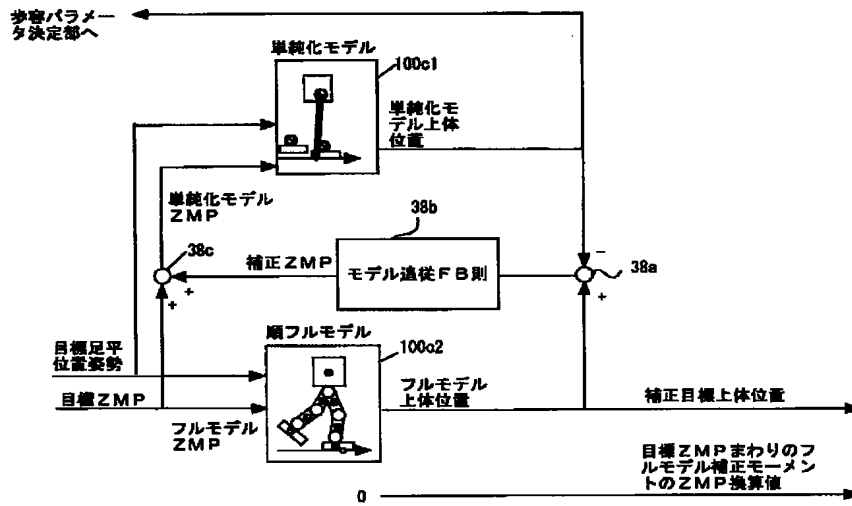 歩容パラメー
タ決定部へ
単純化モデル
100c1
単純化モ
デル上体
位置
単純化モデル
ZMP
38b
38c
補正ZMP
モデル追従FB則
－
38a
+
+
+
順フルモデル
100c2
目標足平
位置姿勢
フルモデル
上体位置
補正目標上体位置
目標ZMP
フルモデル
ZMP
目標ZMPまわりのフ
ルモデル補正モーメン
トのZMP換算値
0